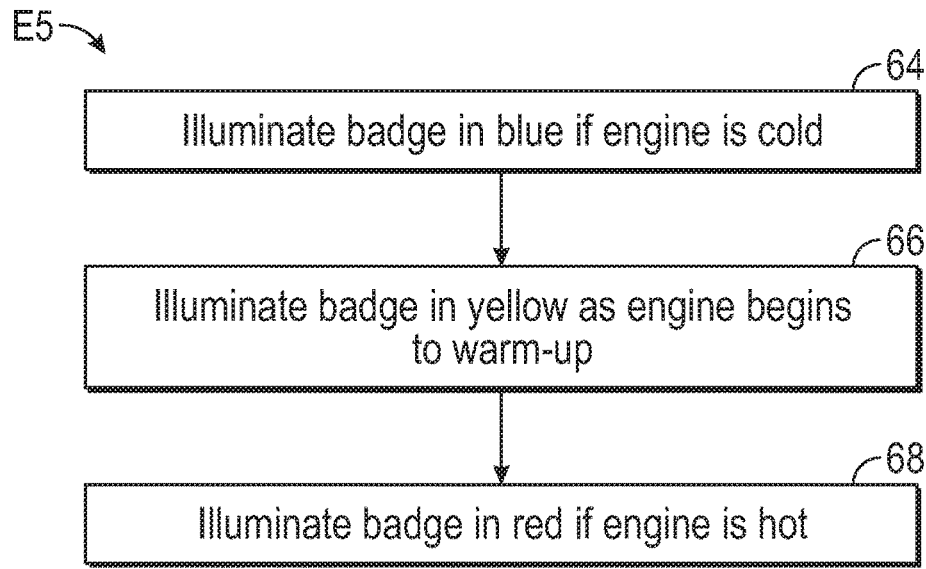 E5
64
Illuminate badge in blue if engine is cold
66
Illuminate badge in yellow as engine begins
to warm-up
68
Illuminate badge in red if engine is hot